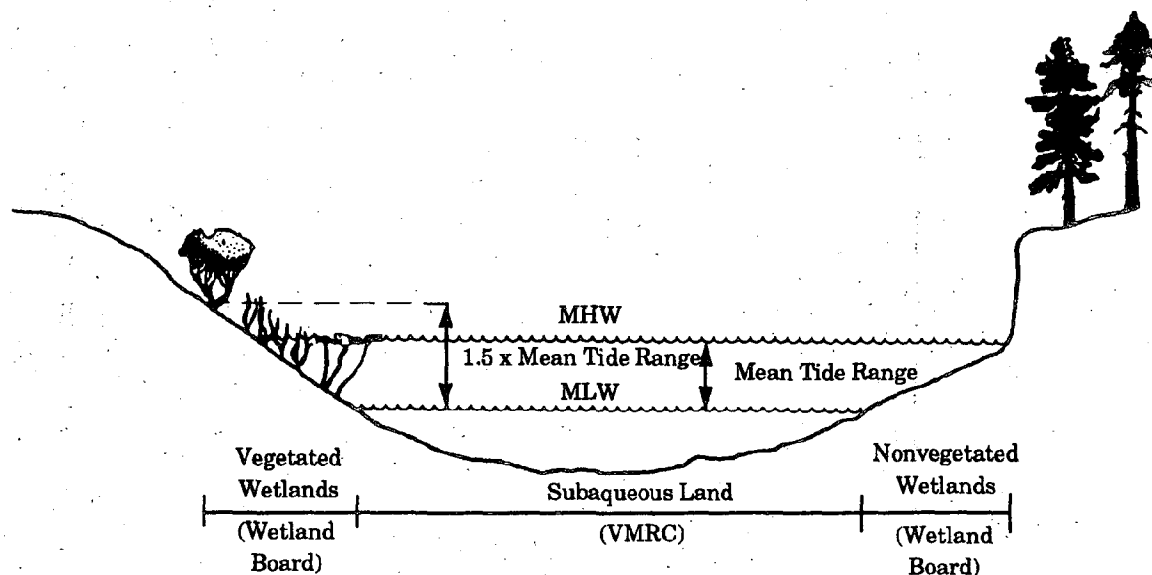 MHW
1.5 x Mean Tide Range
Mean Tide Range
MLW
Vegetated
Wetlands
(Wetland
Board)
Subaqueous Land
(VMRC)
Nonvegetated
Wetlands
(Wetland
Board)